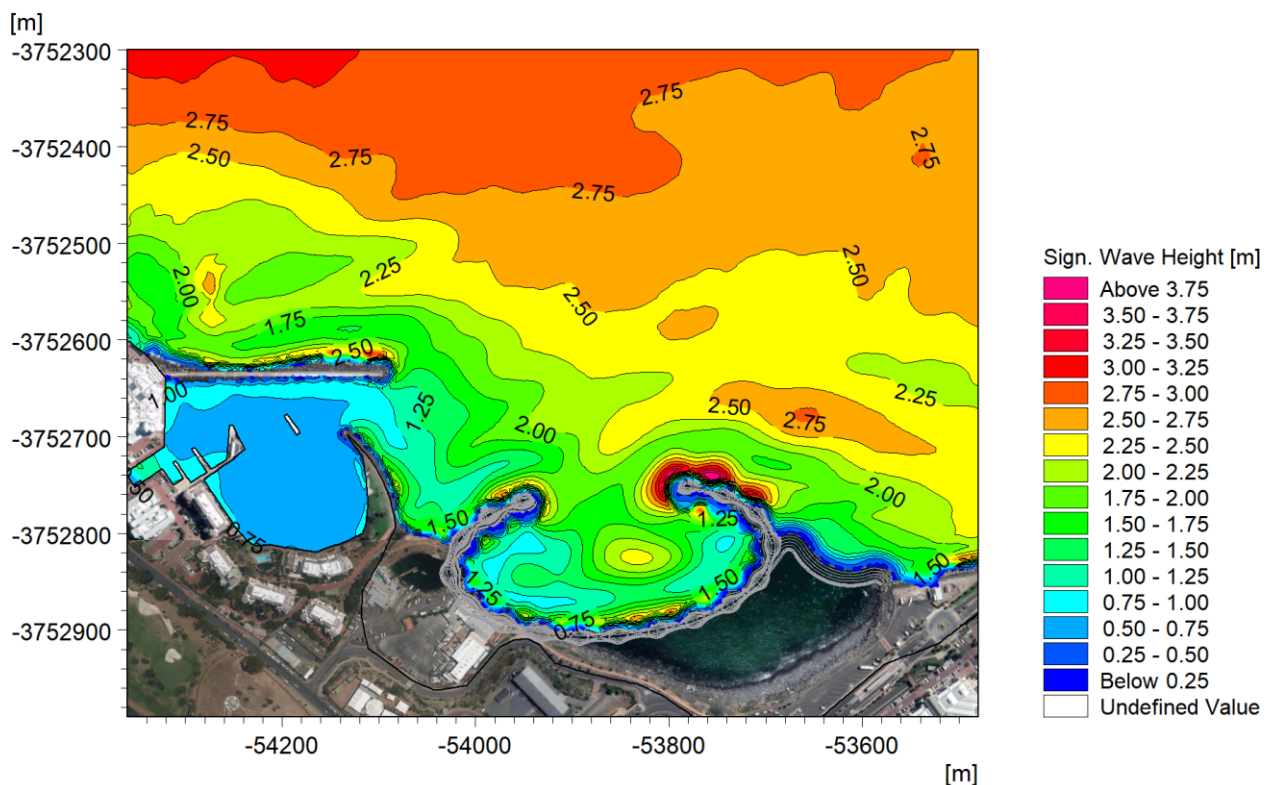 [m]
-3752300
-3752400
-3752500
-3752600
-3752700
-3752800
-3752900
-54200
-54000
-53800
-53600
[m]
2.75
2.75
2.75
2.50
2.75
2.75
2.00
2.25
2.50
2.50
1.75
2.50
1.00
1.25
2.25
2.50
2.75
2.00
.50
2.00
1.50
1.25
0.75
1.25
1.50
1.50
0.75
Sign. Wave Height [m]
Above 3.75
3.50 - 3.75
3.25 - 3.50
3.00 - 3.25
2.75 - 3.00
2.50 - 2.75
2.25 - 2.50
2.00 - 2.25
1.75 - 2.00
1.50 - 1.75
1.25 - 1.50
1.00 - 1.25
0.75 - 1.00
0.50 - 0.75
0.25 - 0.50
Below 0.25
Undefined Value